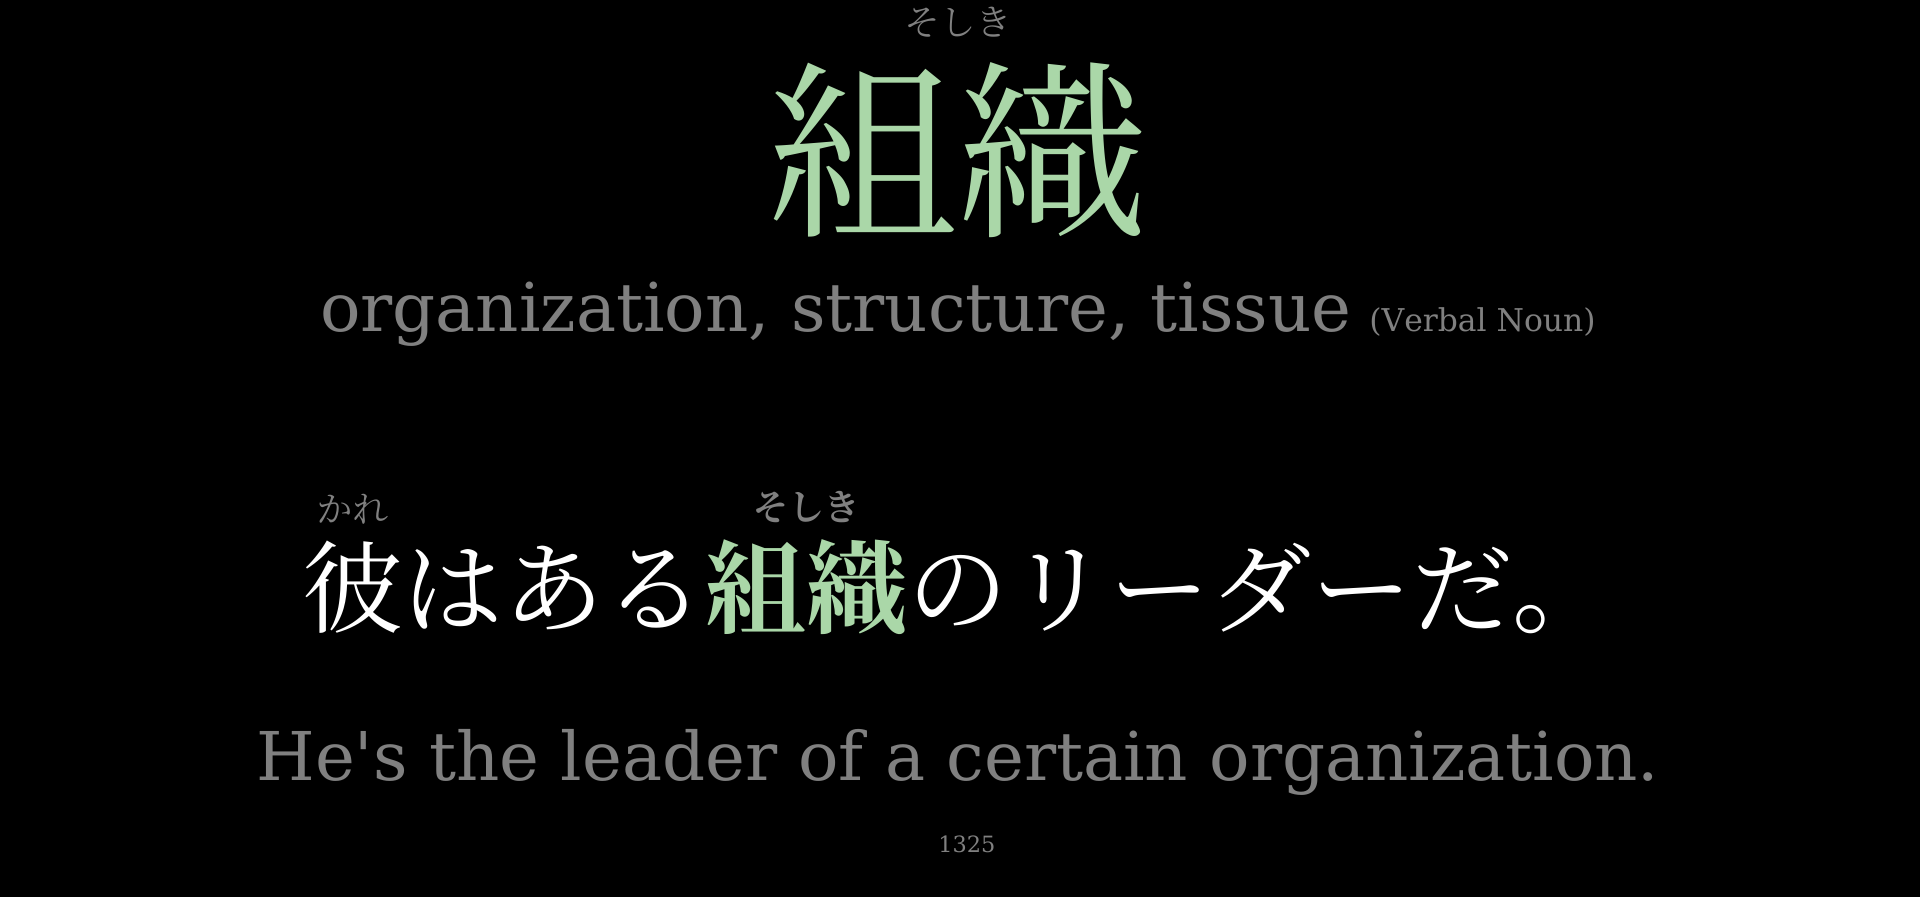 そしき
組織
organization, structure, tissue (Verbal Noun)
かれ そしき
彼はある組織のリーダーだ。
He's the leader of a certain organization.
1325